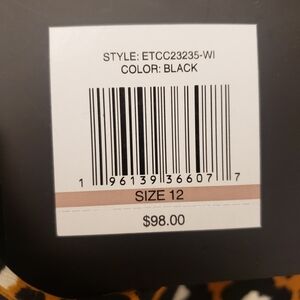 STYLE: ETCC23235-WI
COLOR: BLACK
1 96139 36607 7
SIZE 12
$98.00